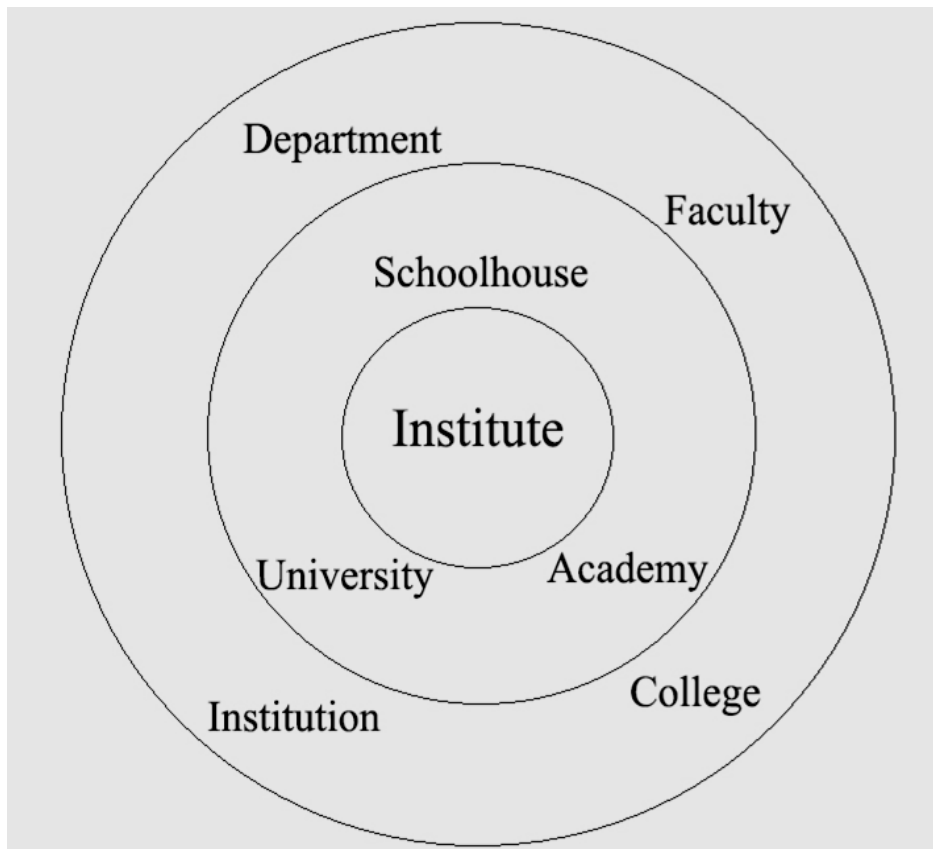 Department
Faculty
Schoolhouse
Institute
University
Academy
College
Institution